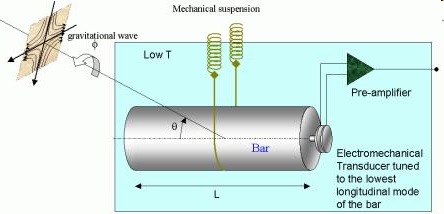 Mechanical suspension
gravitational wave
ϕ
Low T
Pre-amplifier
θ
Bar
Electromechanical
Transducer tuned
to the lowest
longitudinal mode
of the bar
L